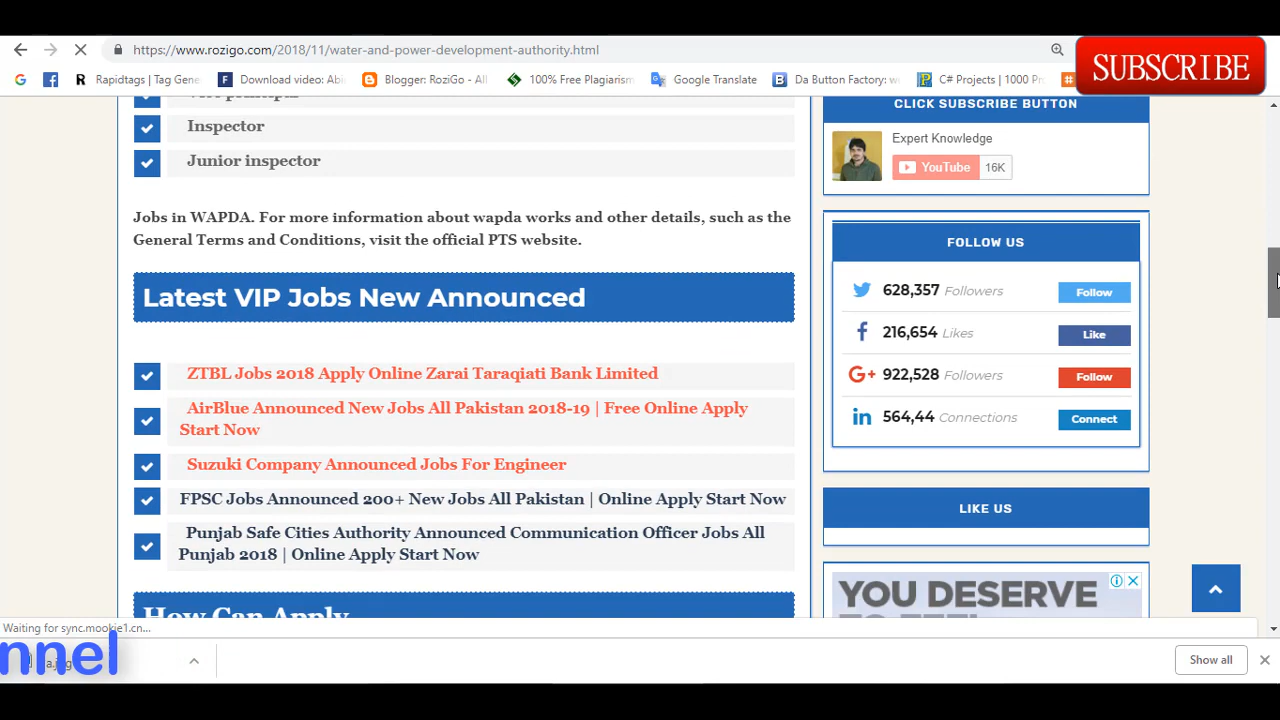 https://www.rozigo.com/2018/11/water-and-power-development-authority.html
SUBSCRIBE
G
R Rapidtags | Tag Gene
F Download video: Abi
Blogger: RoziGo - All
100% Free Plagiarism
Google Translate
B Da Button Factory: w
C# Projects | 1000 Pr
#
Inspector
Junior inspector
Jobs in WAPDA. For more information about wapda works and other details, such as the
General Terms and Conditions, visit the official PTS website.
Latest VIP Jobs New Announced
ZTBL Jobs 2018 Apply Online Zarai Taraqiati Bank Limited
AirBlue Announced New Jobs All Pakistan 2018-19 | Free Online Apply
Start Now
Suzuki Company Announced Jobs For Engineer
FPSC Jobs Announced 200+ New Jobs All Pakistan | Online Apply Start Now
Punjab Safe Cities Authority Announced Communication Officer Jobs All
Punjab 2018 | Online Apply Start Now
How Can Apply
CLICK SUBSCRIBE BUTTON
Expert Knowledge
YouTube 16K
FOLLOW US
628,357 Followers Follow
216,654 Likes Like
G+ 922,528 Followers Follow
in 564,44 Connections Connect
LIKE US
YOU DESERVE
Waiting for sync.mookie1.cn...
nnel
Show all